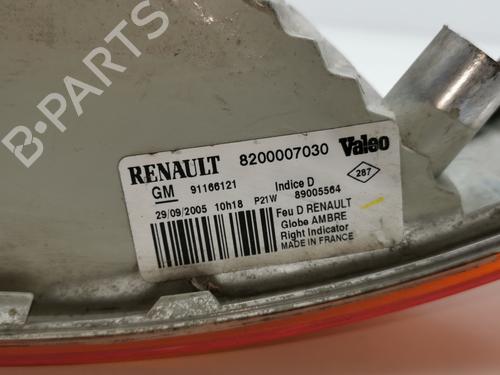 B-PARTS
RENAULT 8200007030 Valeo
GM 91166121 Indice D 287
29/09/2005 10h18 P21W 89005564
Feu D RENAULT
Globe AMBRE
Right Indicator
MADE IN FRANCE